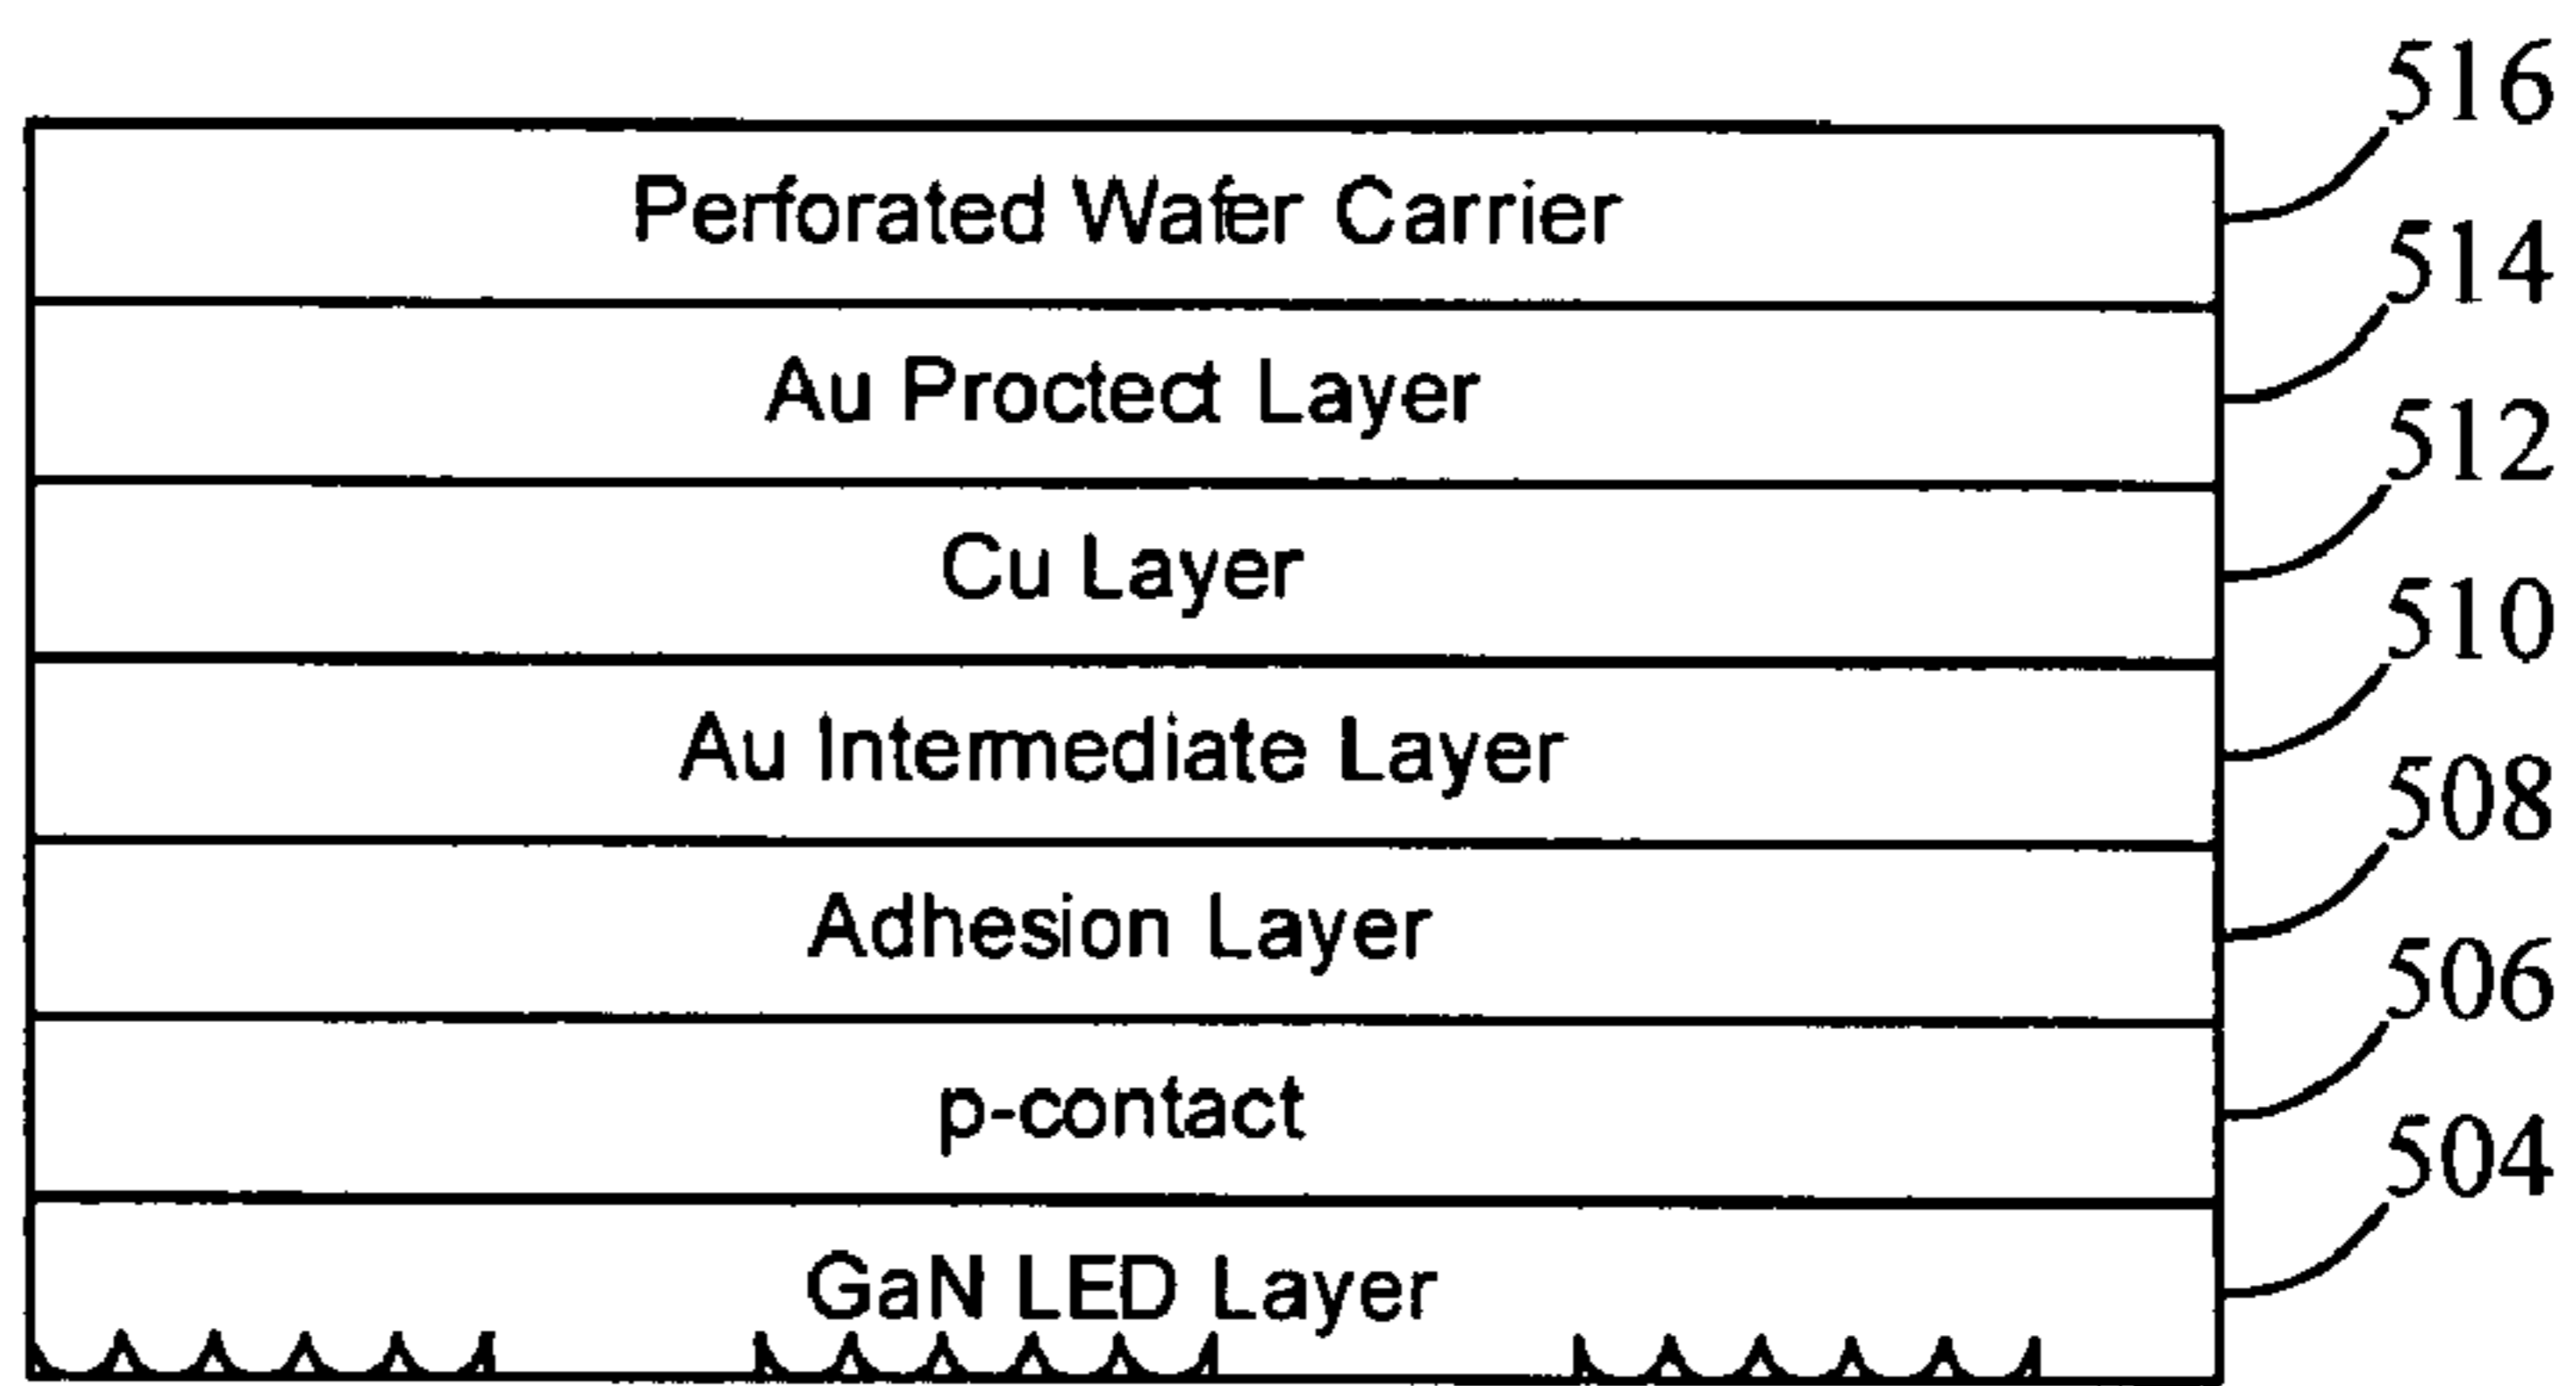 516
Perforated Wafer Carrier
514
Au Proctect Layer
512
Cu Layer
510
Au Intermediate Layer
508
Adhesion Layer
506
p-contact
504
GaN LED Layer